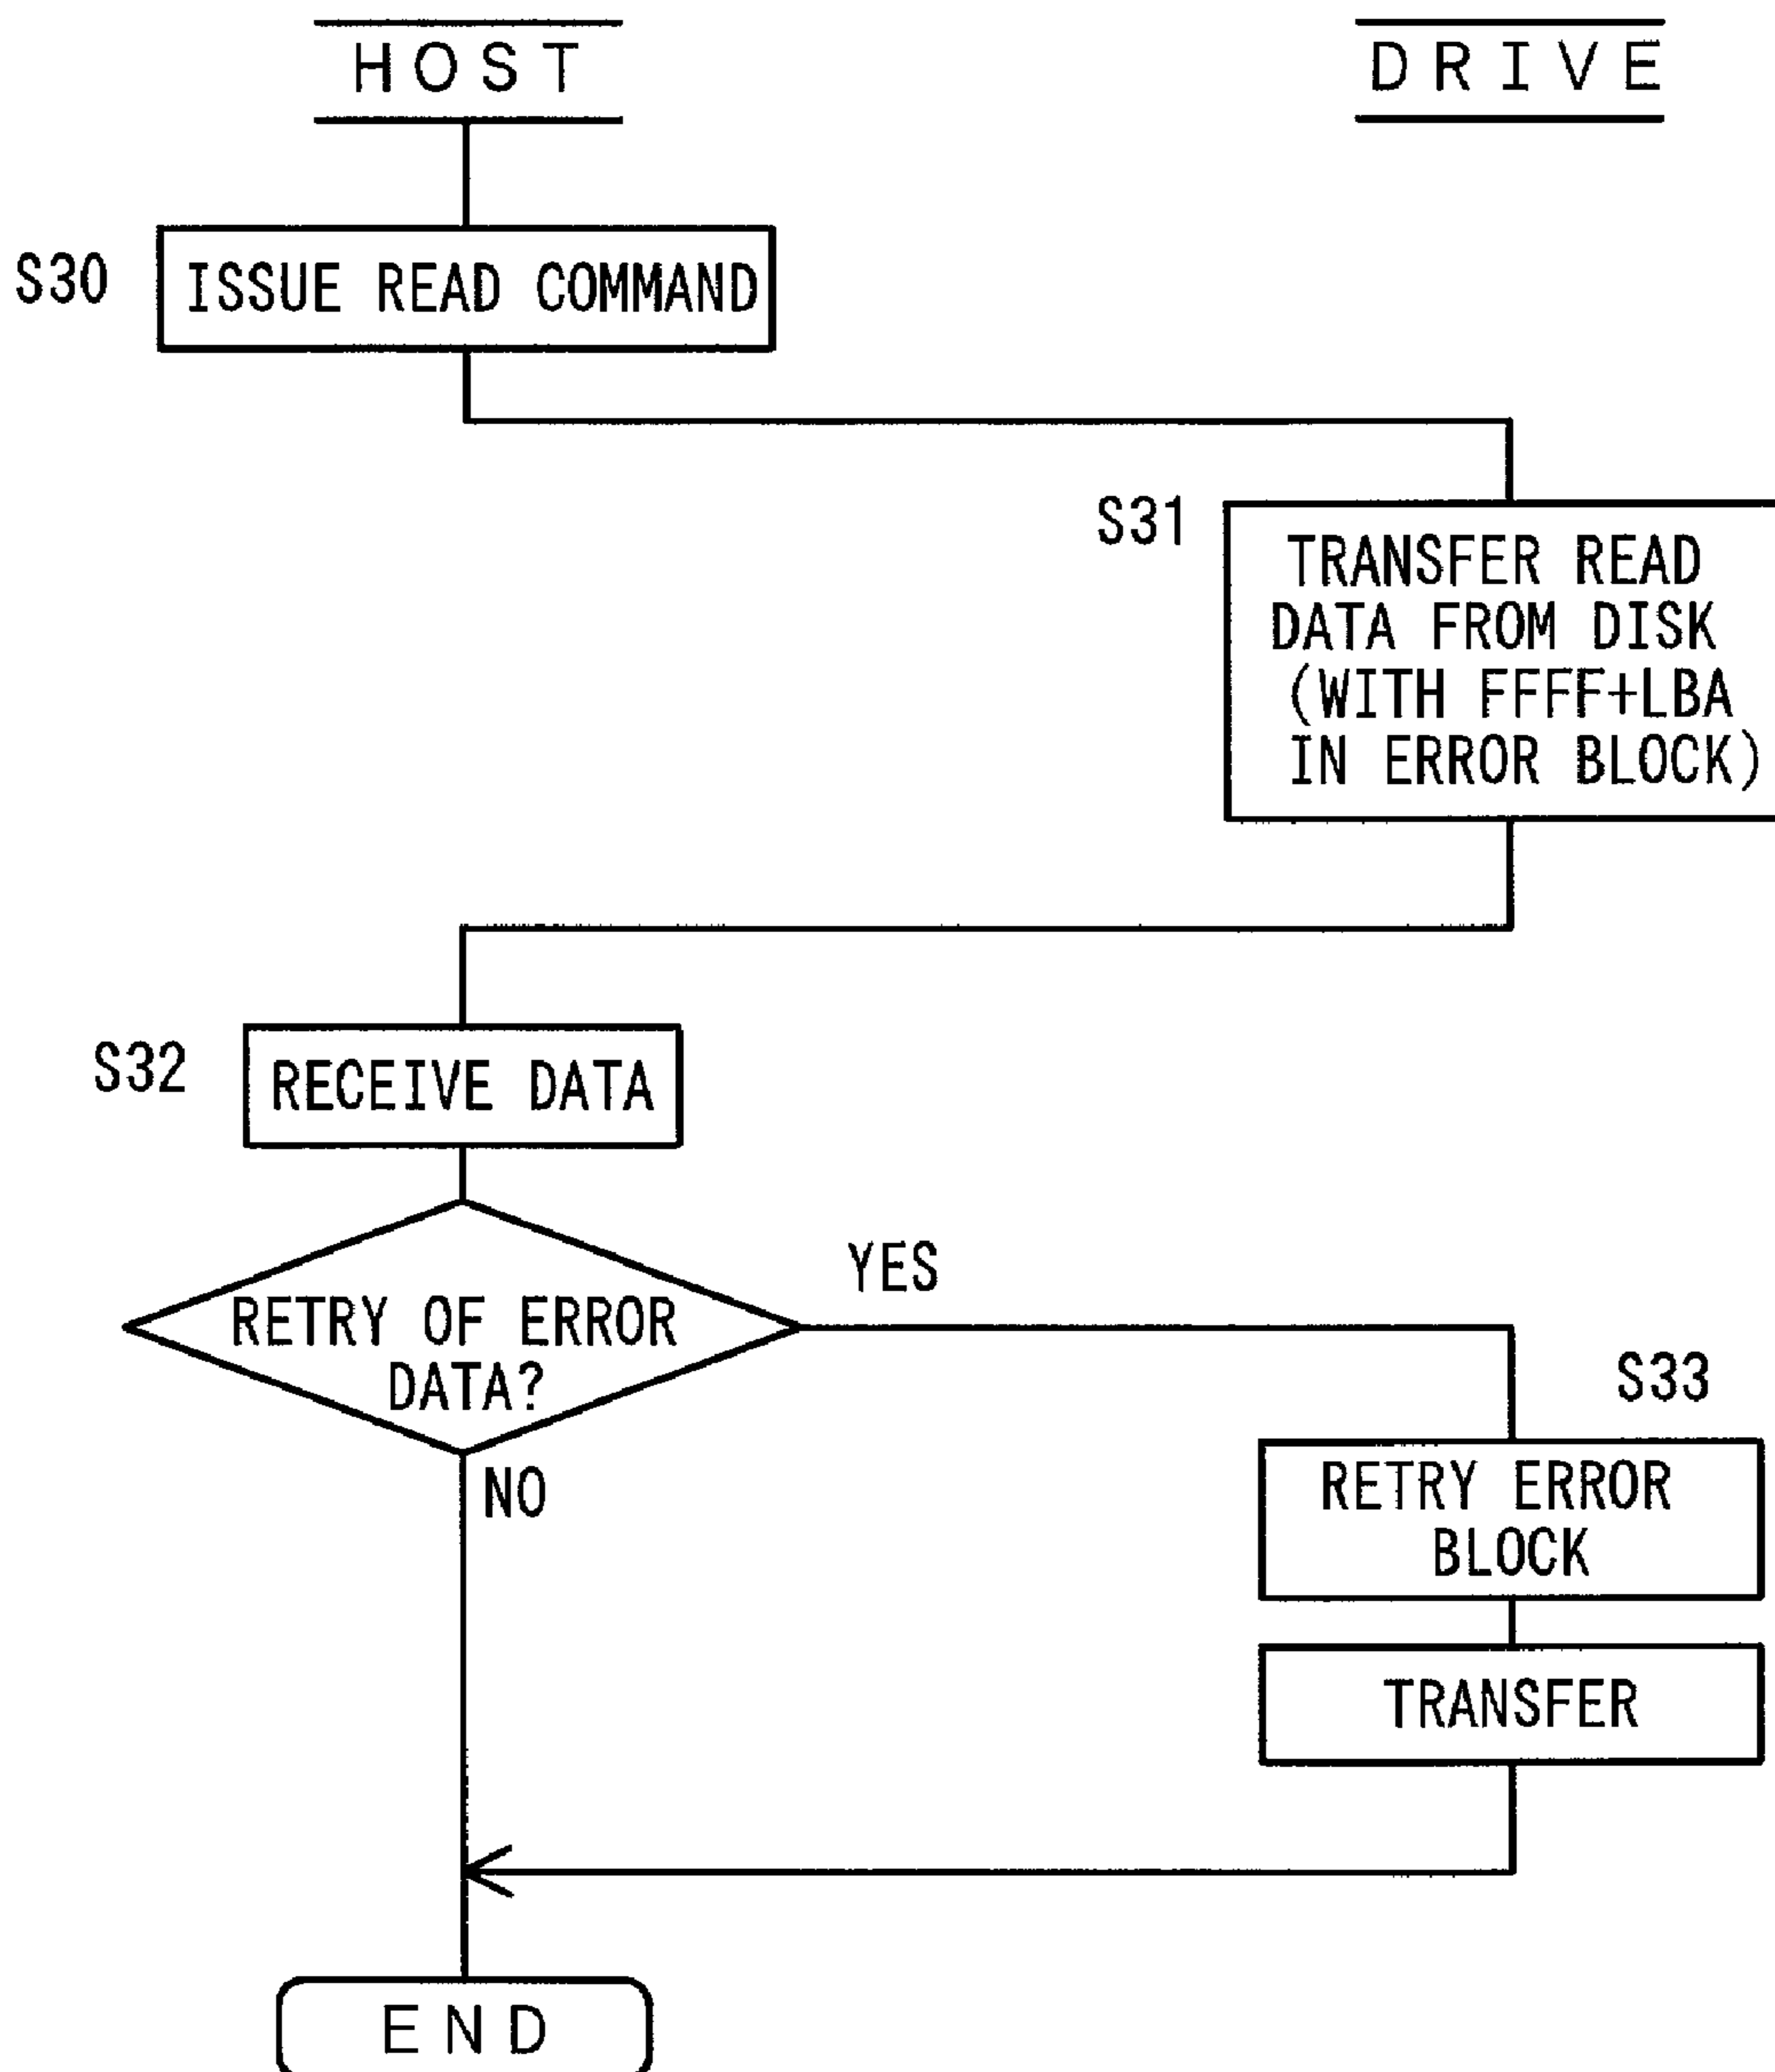 HOST
DRIVE
S30
ISSUE READ COMMAND
S31
TRANSFER READ
DATA FROM DISK
(WITH FFFF+LBA
IN ERROR BLOCK)
S32
RECEIVE DATA
RETRY OF ERROR
DATA?
YES
NO
S33
RETRY ERROR
BLOCK
TRANSFER
END